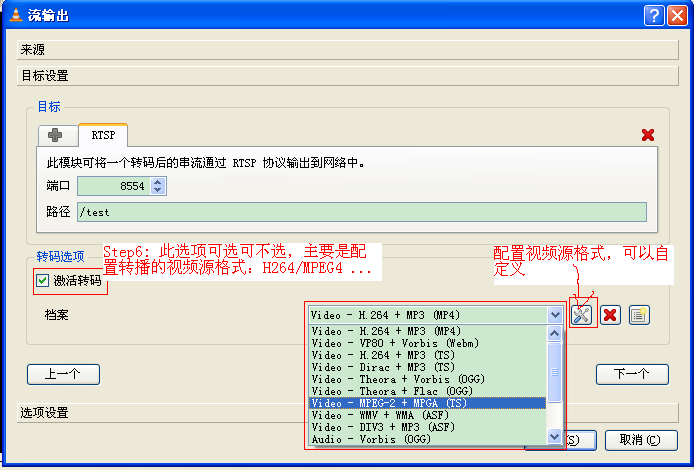 流输出
来源
目标设置
目标
RTSP
此模块可将一个转码后的串流通过 RTSP 协议输出到网络中。
端口
8554
路径
/test
转码选项
Step6: 此选项可选可不选，主要是配
置转播的视频源格式: H264/MPEG4 ...
配置视频源格式，可以自
定义
激活转码
档案
Video - H.264 + MP3 (MP4)
Video - H.264 + MP3 (MP4)
Video - VP80 + Vorbis (Webm)
Video - H.264 + MP3 (TS)
Video - Dirac + MP3 (TS)
Video - Theora + Vorbis (OGG)
Video - Theora + Flac (OGG)
Video - MPEG-2 + MPGA (TS)
Video - WMV + WMA (ASF)
Video - DIV3 + MP3 (ASF)
Audio - Vorbis (OGG)
上一个
下一个
选项设置
(S)
取消(C)